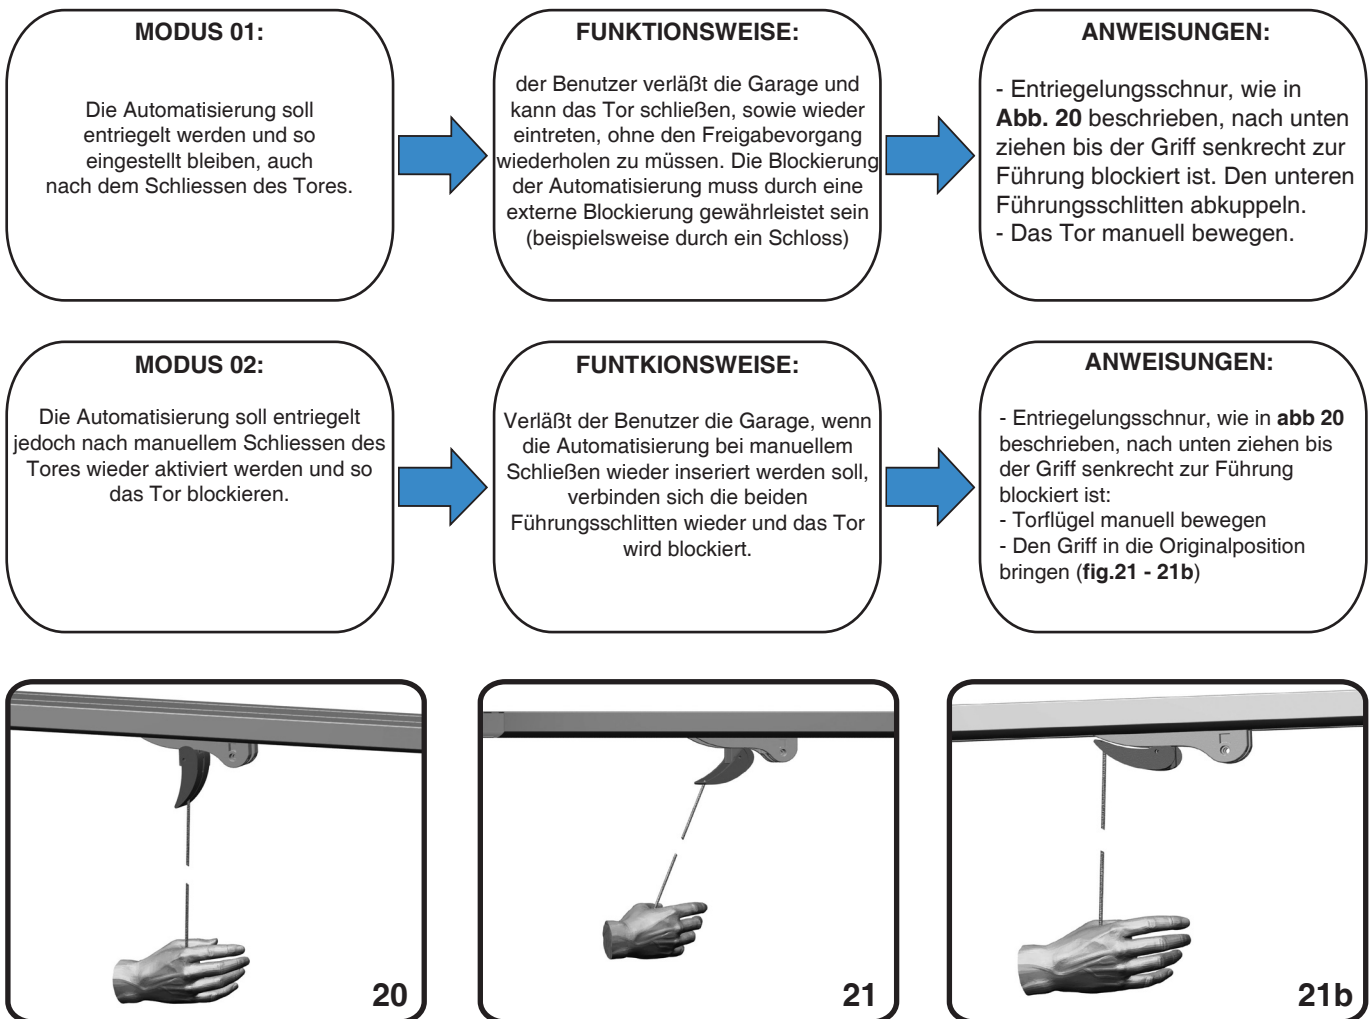 MODUS 01:
Die Automatisierung soll
entriegelt werden und so
eingestellt bleiben, auch
nach dem Schliessen des Tores.
FUNKTIONSWEISE:
der Benutzer verläßt die Garage und
kann das Tor schließen, sowie wieder
eintreten, ohne den Freigabevorgang
wiederholen zu müssen. Die Blockierung
der Automatisierung muss durch eine
externe Blockierung gewährleistet sein
(beispielsweise durch ein Schloss)
ANWEISUNGEN:
- Entriegelungsschnur, wie in
Abb. 20 beschrieben, nach unten
ziehen bis der Griff senkrecht zur
Führung blockiert ist. Den unteren
Führungsschlitten abkuppeln.
- Das Tor manuell bewegen.
MODUS 02:
Die Automatisierung soll entriegelt
jedoch nach manuellem Schliessen des
Tores wieder aktiviert werden und so
das Tor blockieren.
FUNTKIONSWEISE:
Verläßt der Benutzer die Garage, wenn
die Automatisierung bei manuellem
Schließen wieder inseriert werden soll,
verbinden sich die beiden
Führungsschlitten wieder und das Tor
wird blockiert.
ANWEISUNGEN:
- Entriegelungsschnur, wie in abb 20
beschrieben, nach unten ziehen bis
der Griff senkrecht zur Führung
blockiert ist:
- Torflügel manuell bewegen
- Den Griff in die Originalposition
bringen (fig.21 - 21b)
20
21
21b